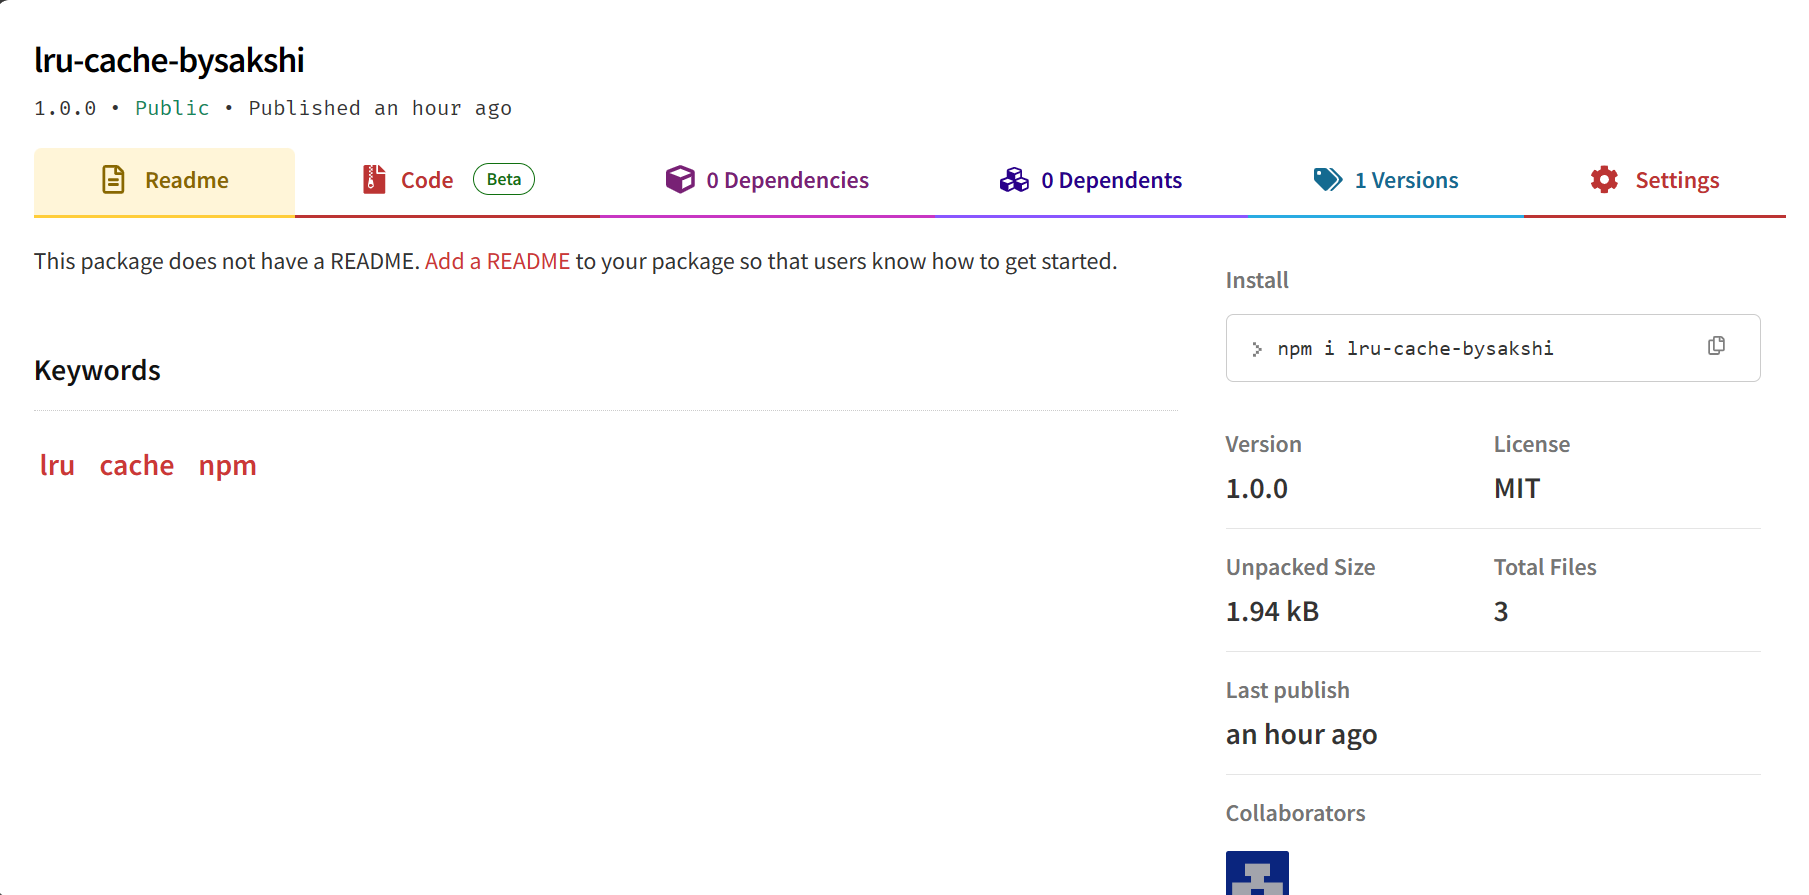 lru-cache-bysakshi
1.0.0 • Public • Published an hour ago
Readme
Code Beta
0 Dependencies
0 Dependents
1 Versions
Settings
This package does not have a README. Add a README to your package so that users know how to get started.
Keywords
lru cache npm
Install
npm i lru-cache-bysakshi
Version
1.0.0
License
MIT
Unpacked Size
1.94 kB
Total Files
3
Last publish
an hour ago
Collaborators